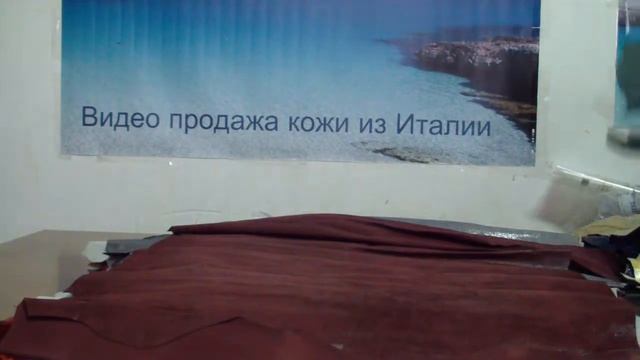 Видео продажа кожи из Италии